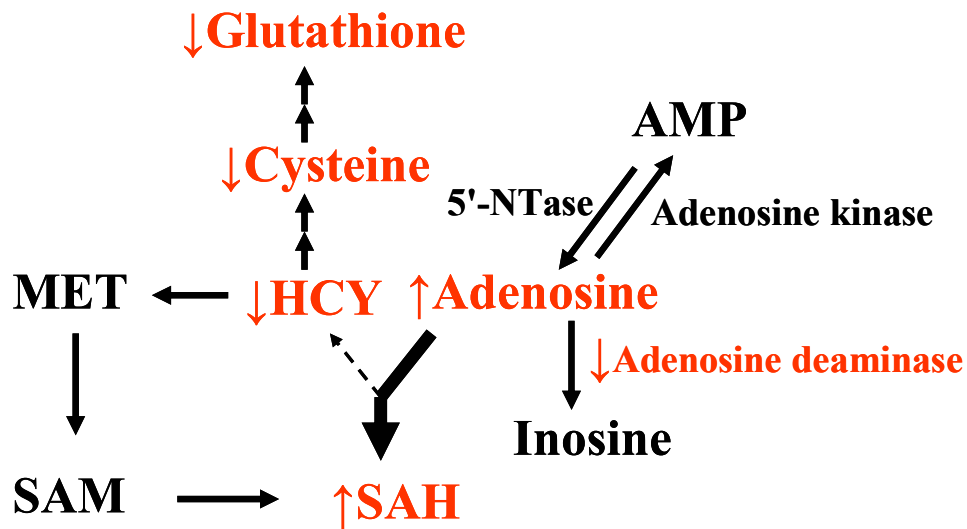 ↓Glutathione
AMP
↓Cysteine
5'-NTase
Adenosine kinase
MET
↓HCY
↑Adenosine
↓Adenosine deaminase
Inosine
SAM
↑SAH